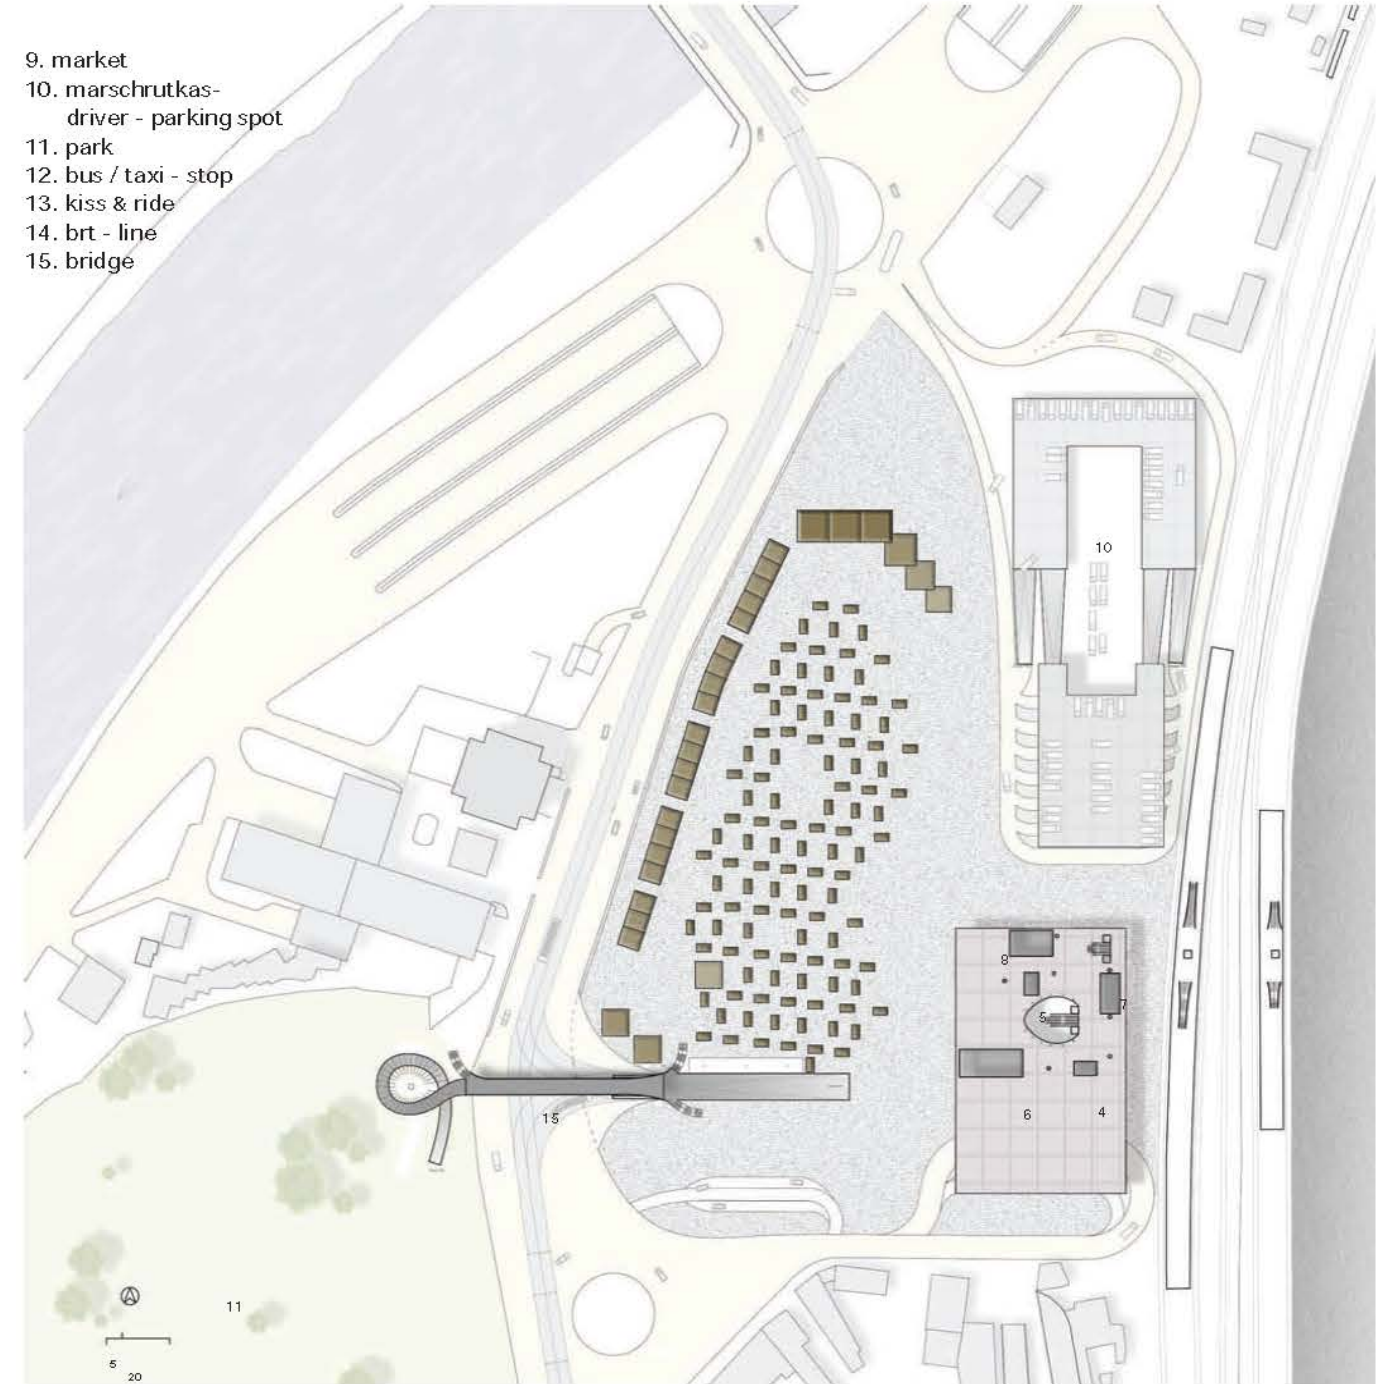 9. market
10. marschrutkas-
driver - parking spot
11. park
12. bus / taxi - stop
13. kiss & ride
14. brt - line
15. bridge
10
8
7
5
15
6
4
11
5
20